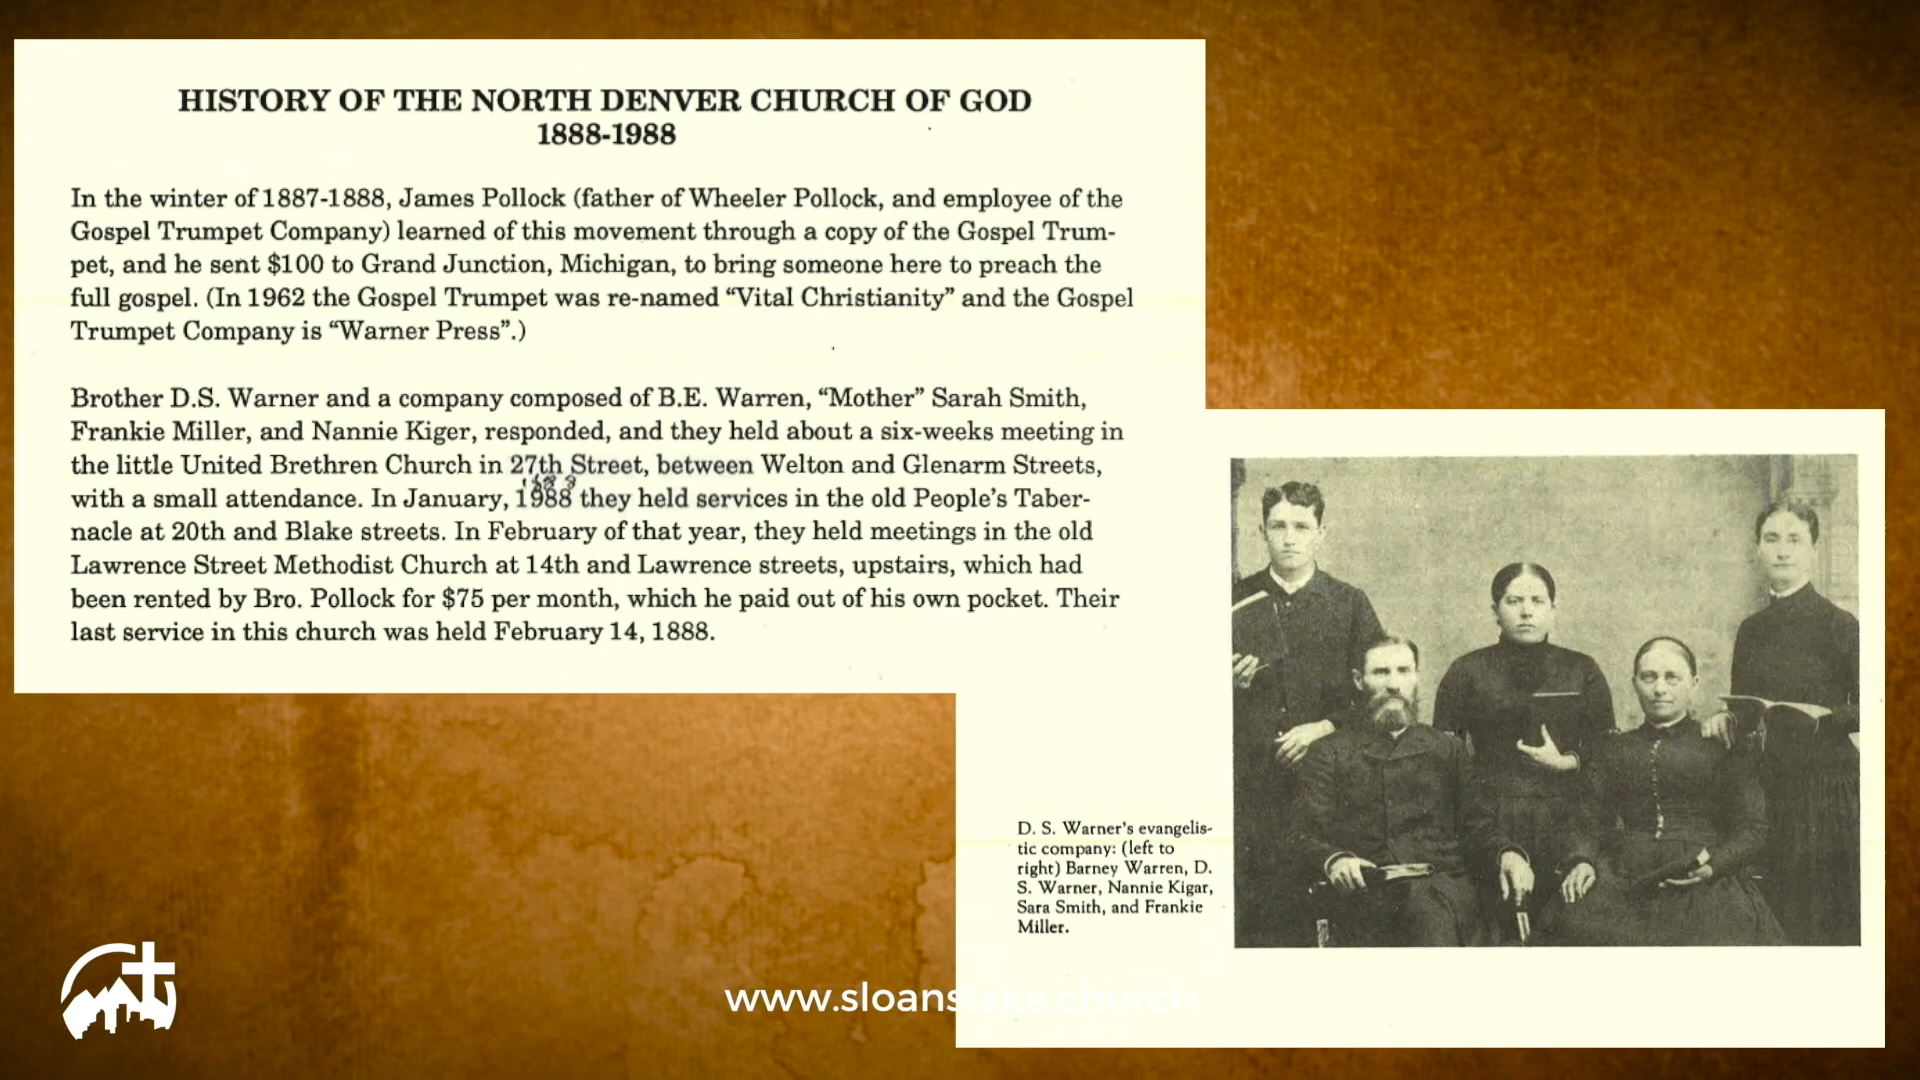 HISTORY OF THE NORTH DENVER CHURCH OF GOD
1888-1988
In the winter of 1887-1888, James Pollock (father of Wheeler Pollock, and employee of the
Gospel Trumpet Company) learned of this movement through a copy of the Gospel Trum-
pet, and he sent $100 to Grand Junction, Michigan, to bring someone here to preach the
full gospel. (In 1962 the Gospel Trumpet was re-named “Vital Christianity” and the Gospel
Trumpet Company is “Warner Press”.)
Brother D.S. Warner and a company composed of B.E. Warren, “Mother” Sarah Smith,
Frankie Miller, and Nannie Kiger, responded, and they held about a six-weeks meeting in
the little United Brethren Church in 27th Street, between Welton and Glenarm Streets,
1888
with a small attendance. In January, 1988 they held services in the old People’s Taber-
nacle at 20th and Blake streets. In February of that year, they held meetings in the old
Lawrence Street Methodist Church at 14th and Lawrence streets, upstairs, which had
been rented by Bro. Pollock for $75 per month, which he paid out of his own pocket. Their
last service in this church was held February 14, 1888.
D. S. Warner’s evangelis-
tic company: (left to
right) Barney Warren, D.
S. Warner, Nannie Kigar,
Sara Smith, and Frankie
Miller.
www.sloanslake.church